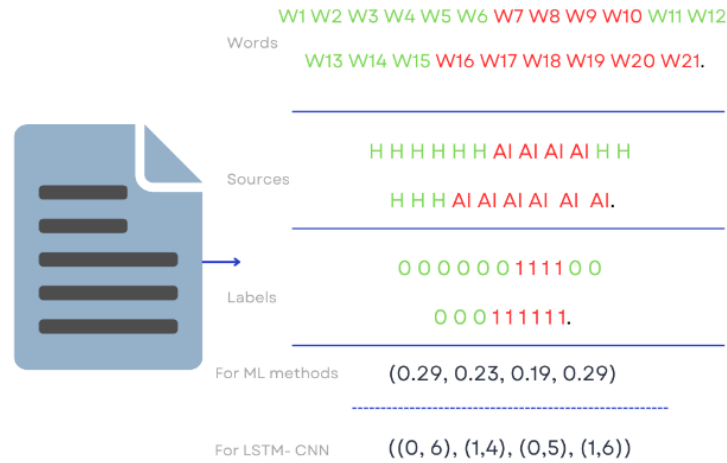 W1 W2 W3 W4 W5 W6 W7 W8 W9 W10 W11 W12
Words
W13 W14 W15 W16 W17 W18 W19 W20 W21.
H H H H H H AI AI AI AI H H
Sources
H H H AI AI AI AI AI AI.
0 0 0 0 0 0 1 1 1 1 0 0
Labels
0 0 0 1 1 1 1 1 1.
For ML methods (0.29, 0.23, 0.19, 0.29)
For LSTM- CNN ((0, 6), (1,4), (0,5), (1,6))